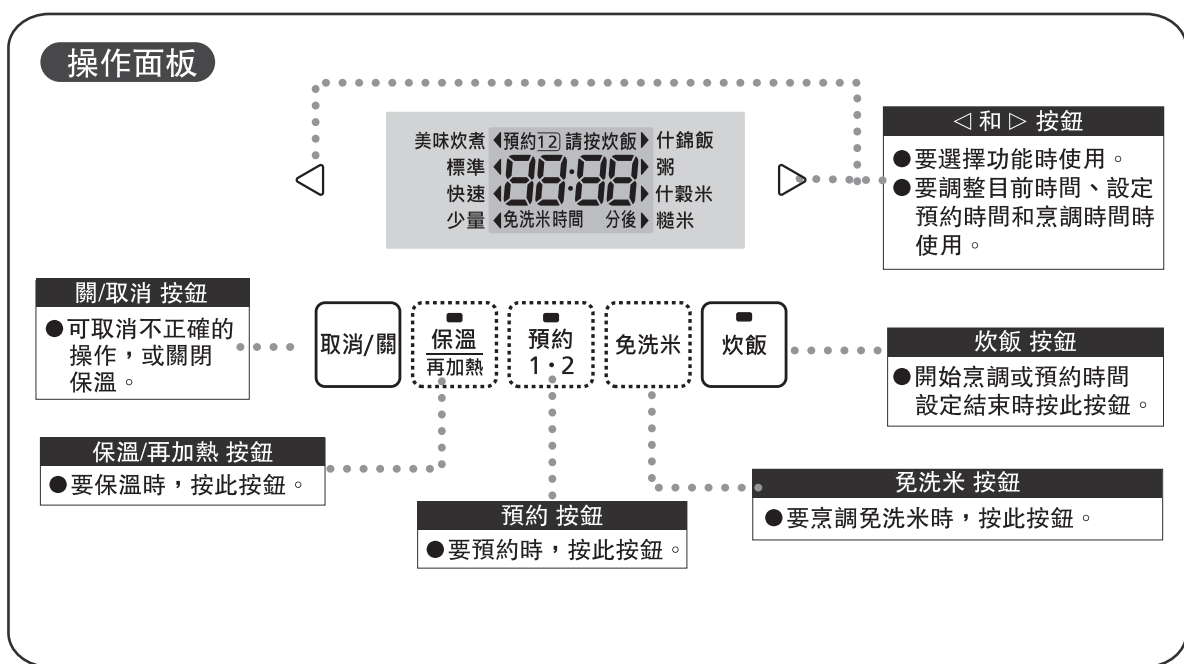 操作面板
美味炊煮 ◀預約12 請按炊飯▶ 什錦飯
標準 ◀88:88▶ 粥
快速 ◀ ▶ 什穀米
少量 ◀免洗米時間 分後▶ 糙米
◁ 和 ▷ 按鈕
●要選擇功能時使用。
●要調整目前時間、設定
預約時間和烹調時間時
使用。
關/取消 按鈕
●可取消不正確的
操作,或關閉
保溫。
取消/關
保溫
再加熱
預約
1・2
免洗米
炊飯
炊飯 按鈕
●開始烹調或預約時間
設定結束時按此按鈕。
保溫/再加熱 按鈕
●要保溫時,按此按鈕。
預約 按鈕
●要預約時,按此按鈕。
免洗米 按鈕
●要烹調免洗米時,按此按鈕。